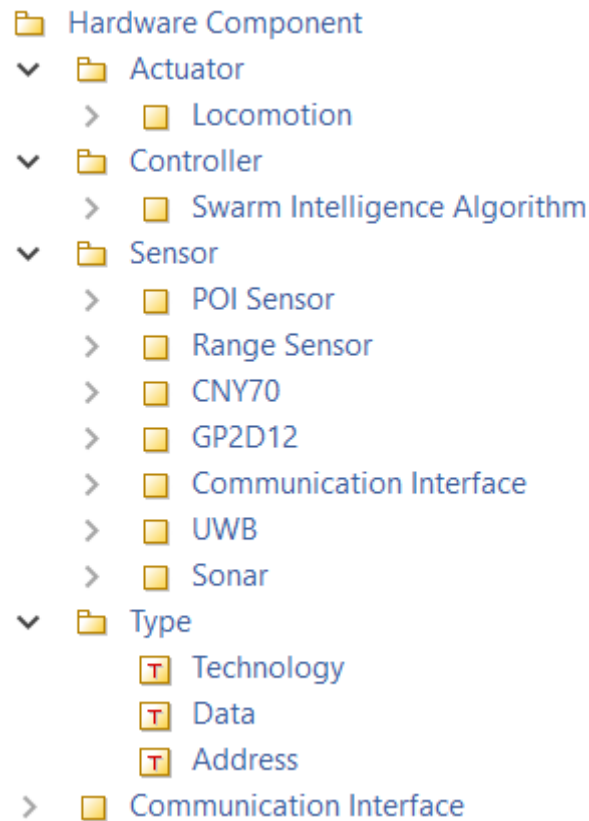 Hardware Component
Actuator
Locomotion
Controller
Swarm Intelligence Algorithm
Sensor
POI Sensor
Range Sensor
CNY70
GP2D12
Communication Interface
UWB
Sonar
Type
T Technology
T Data
T Address
Communication Interface